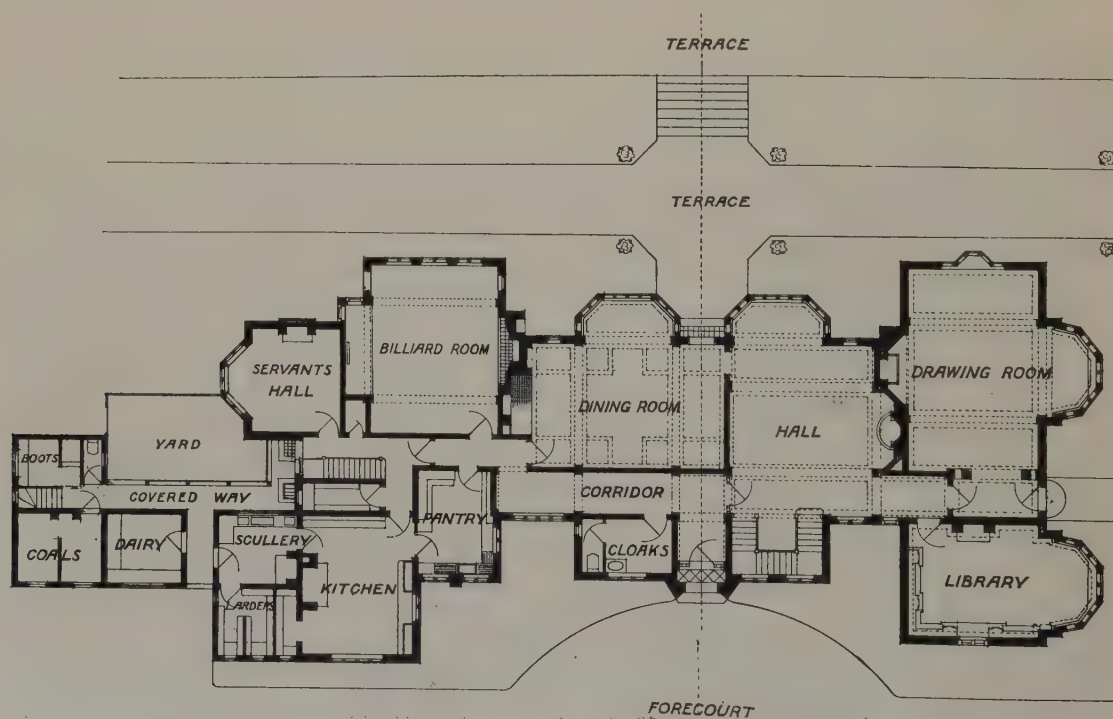 TERRACE
TERRACE
SERVANTS
HALL
BILLIARD ROOM
DINING ROOM
HALL
DRAWING ROOM
YARD
BOOTS
COVERED WAY
CORRIDOR
COALS
DAIRY
SCULLERY
PANTRY
CLOAKS
KITCHEN
LARDERS
LIBRARY
FORECOURT